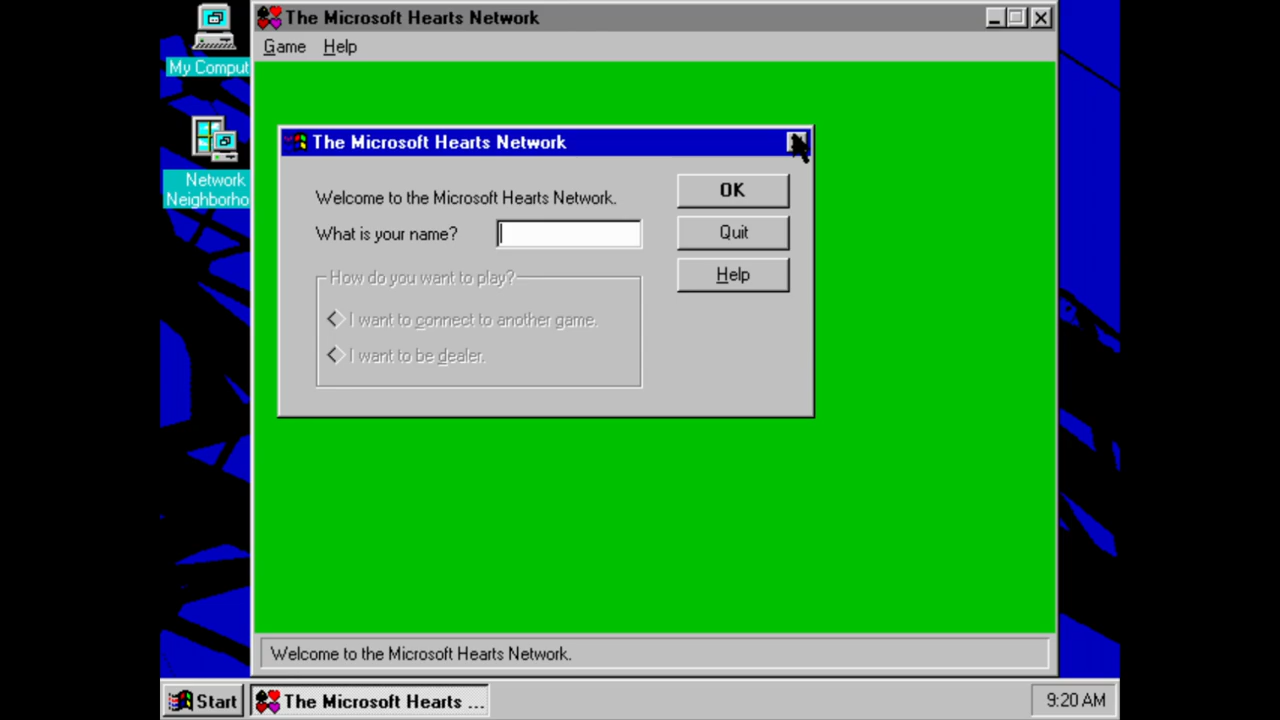 The Microsoft Hearts Network
Game Help
My Comput
Network
Neighborho
The Microsoft Hearts Network
Welcome to the Microsoft Hearts Network.
What is your name?
OK
Quit
Help
How do you want to play?
I want to connect to another game.
I want to be dealer.
Welcome to the Microsoft Hearts Network.
Start
The Microsoft Hearts ...
9:20 AM